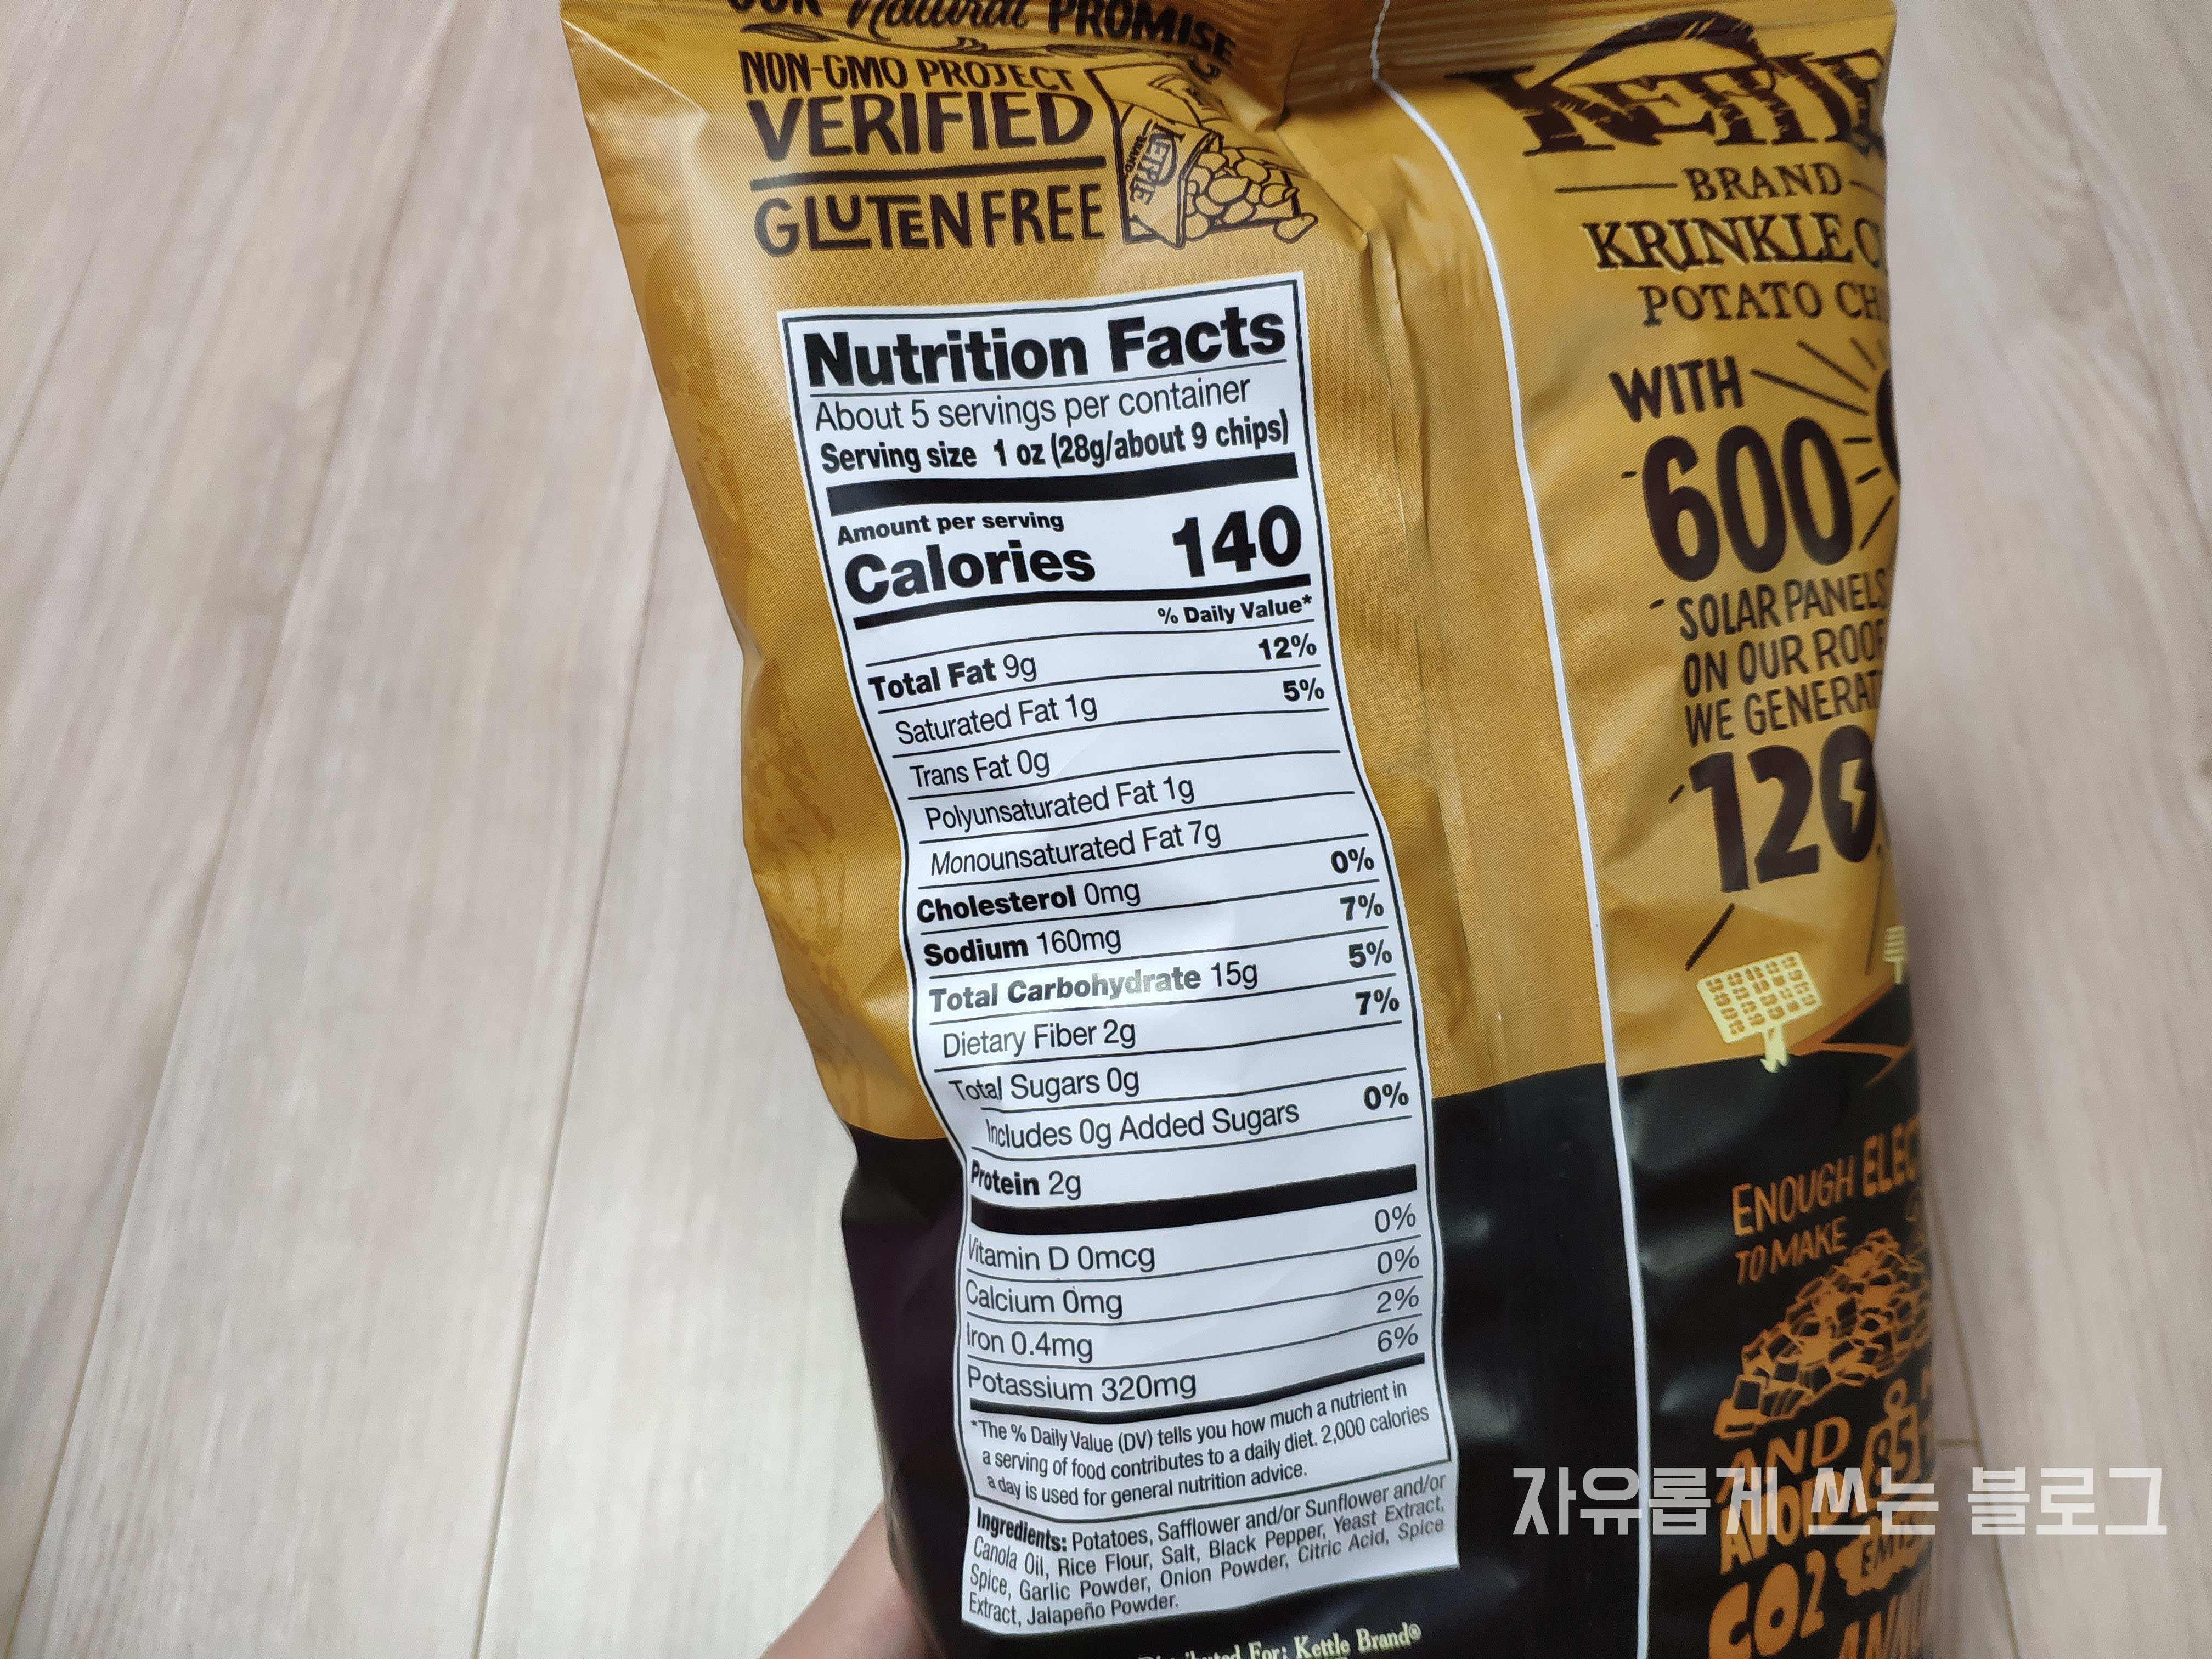 OUR Natural PROMISE
NON-GMO PROJECT
VERIFIED
GLUTEN FREE
KETTLE
BRAND
Nutrition Facts
About 5 servings per container
Serving size 1 oz (28g/about 9 chips)
Amount per serving
Calories 140
% Daily Value*
Total Fat 9g 12%
Saturated Fat 1g 5%
Trans Fat 0g
Polyunsaturated Fat 1g
Monounsaturated Fat 7g
Cholesterol 0mg 0%
Sodium 160mg 7%
Total Carbohydrate 15g 5%
Dietary Fiber 2g 7%
Total Sugars 0g
Includes 0g Added Sugars 0%
Protein 2g
Vitamin D 0mcg 0%
Calcium 0mg 0%
Iron 0.4mg 2%
Potassium 320mg 6%
*The % Daily Value (DV) tells you how much a nutrient in
a serving of food contributes to a daily diet. 2,000 calories
a day is used for general nutrition advice.
Ingredients: Potatoes, Safflower and/or Sunflower and/or
Canola Oil, Rice Flour, Salt, Black Pepper, Yeast Extract,
Spice, Garlic Powder, Onion Powder, Citric Acid, Spice
Extract, Jalapeño Powder.
For: Kettle Brand®
KETTLE
BRAND
KRINKLE
POTATO
WITH
600
SOLAR PANELS
ON OUR ROOF
WE
120
ENOUGH
TO MAKE
AND
AVOID
CO2
자유롭게 쓰는 블로그